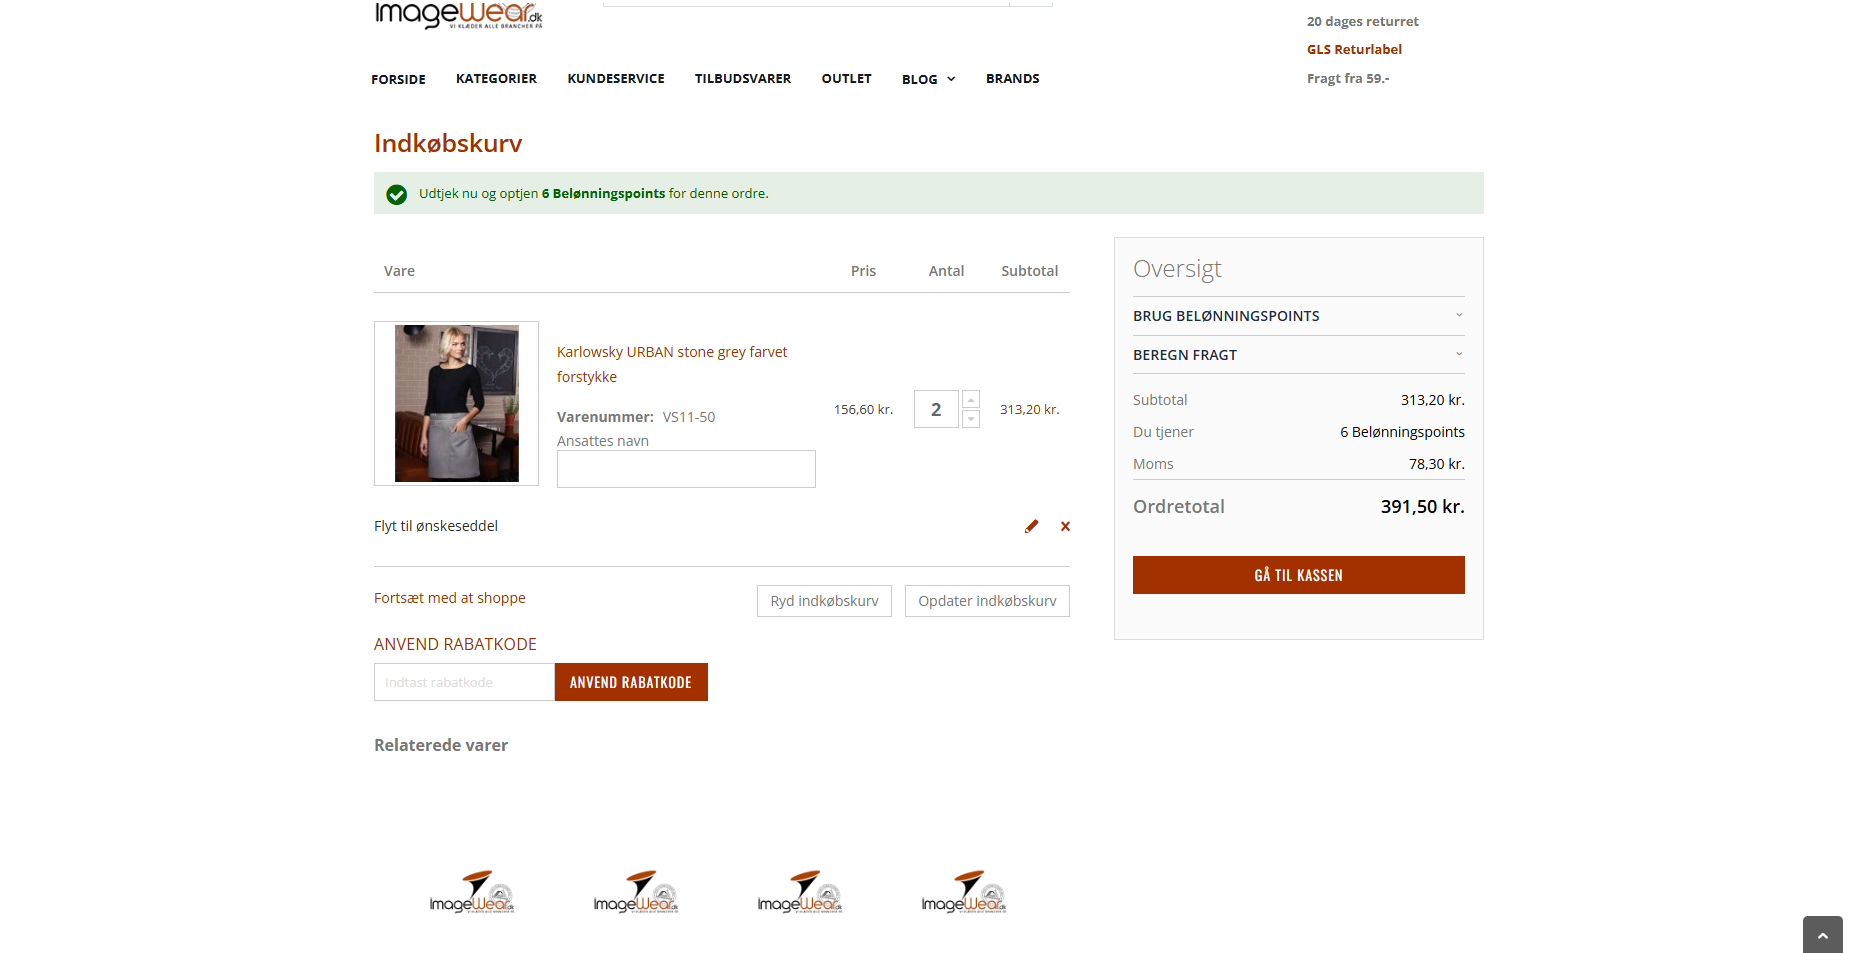 ImageWear.dk
VI KLÆDER ALLE BRANCHER PÅ
20 dages returret
GLS Returlabel
Fragt fra 59.-
FORSIDE KATEGORIER KUNDESERVICE TILBUDSVARER OUTLET BLOG BRANDS
Indkøbskurv
Udtjek nu og optjen 6 Belønningspoints for denne ordre.
Vare Pris Antal Subtotal
Karlowsky URBAN stone grey farvet
forstykke
Varenummer: VS11-50
Ansattes navn
156,60 kr. 2 313,20 kr.
Flyt til ønskeseddel
Fortsæt med at shoppe
Ryd indkøbskurv
Opdater indkøbskurv
ANVEND RABATKODE
Indtast rabatkode
ANVEND RABATKODE
Oversigt
BRUG BELØNNINGSPOINTS
BEREGN FRAGT
Subtotal 313,20 kr.
Du tjener 6 Belønningspoints
Moms 78,30 kr.
Ordretotal 391,50 kr.
GÅ TIL KASSEN
Relaterede varer
ImageWear.dk
ImageWear.dk
ImageWear.dk
ImageWear.dk